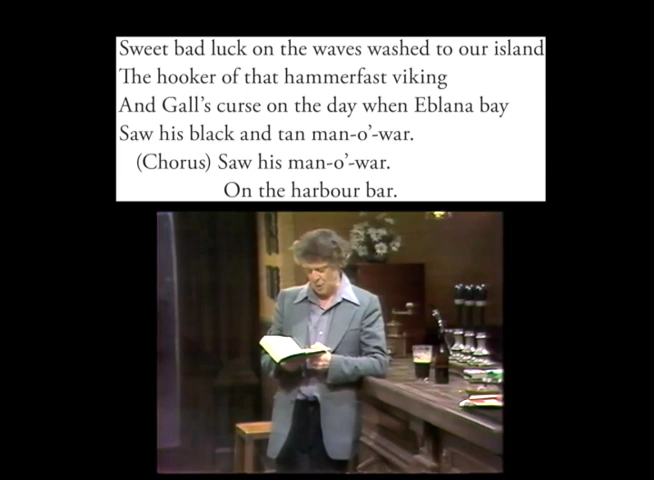 Sweet bad luck on the waves washed to our island
The hooker of that hammerfast viking
And Gall's curse on the day when Eblana bay
Saw his black and tan man-o'-war.
(Chorus) Saw his man-o'-war.
On the harbour bar.